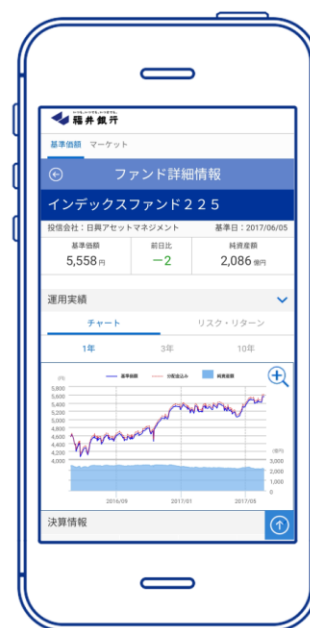 福井銀行
基準価額 マーケット
ファンド詳細情報
インデックスファンド225
投信会社：日興アセットマネジメント 基準日：2017/06/05
基準価額 前日比 純資産額
5,558 円 －2 2,086 億円
運用実績
チャート リスク・リターン
1年 3年 10年
基準価額 分配金込み 純資産額
(円)
5,800
5,600
5,400
5,200
5,000
4,800
4,600
4,400
4,200
4,000
(億円)
3,000
2,000
1,000
0
2016/09 2017/01 2017/05
決算情報